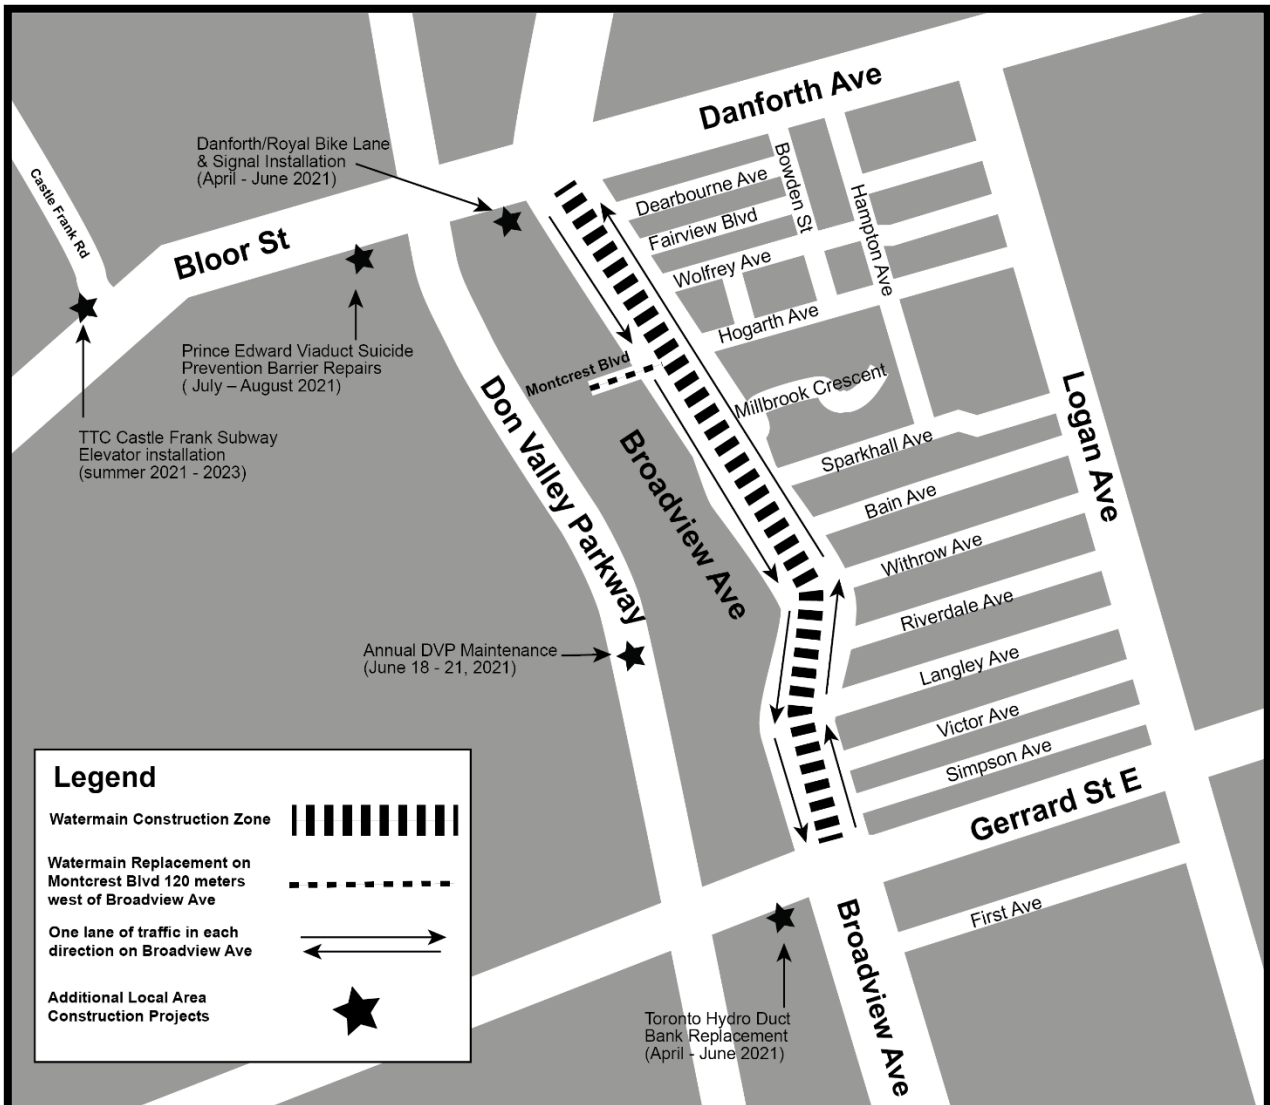 Danforth Ave
Danforth/Royal Bike Lane
& Signal Installation
(April - June 2021)
Castle Frank Rd
Bloor St
Dearbourne Ave
Bowden St
Fairview Blvd
Hampton Ave
Wolfrey Ave
Hogarth Ave
Prince Edward Viaduct Suicide
Prevention Barrier Repairs
( July – August 2021)
Montcrest Blvd
Millbrook Crescent
TTC Castle Frank Subway
Elevator installation
(summer 2021 - 2023)
Don Valley Parkway
Broadview Ave
Logan Ave
Sparkhall Ave
Bain Ave
Withrow Ave
Riverdale Ave
Annual DVP Maintenance
(June 18 - 21, 2021)
Langley Ave
Victor Ave
Simpson Ave
Gerrard St E
First Ave
Broadview Ave
Toronto Hydro Duct
Bank Replacement
(April - June 2021)
Legend
Watermain Construction Zone
Watermain Replacement on
Montcrest Blvd 120 meters
west of Broadview Ave
One lane of traffic in each
direction on Broadview Ave
Additional Local Area
Construction Projects